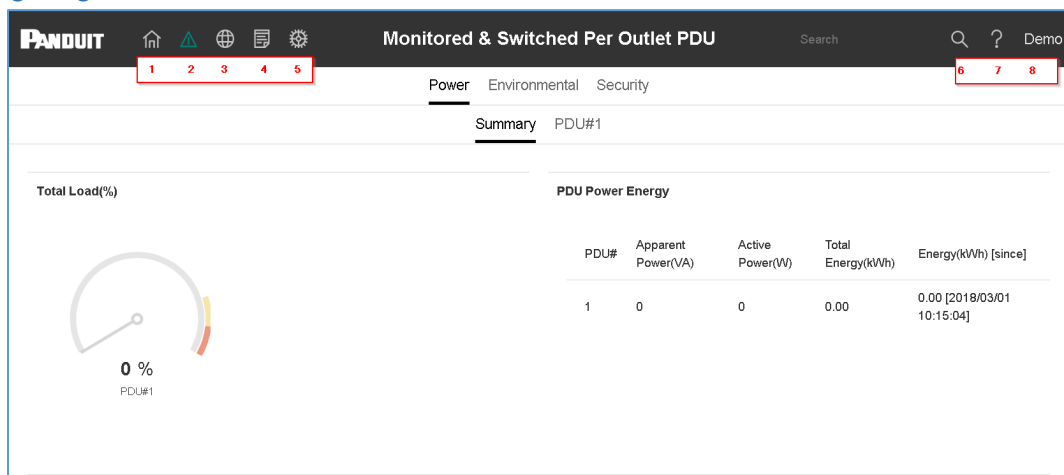 PANDUIT Monitored & Switched Per Outlet PDU Search ? Demo
1 2 3 4 5 6 7 8
Power Environmental Security
Summary PDU#1
Total Load(%)
0 %
PDU#1
PDU Power Energy
PDU# Apparent Power(VA) Active Power(W) Total Energy(kWh) Energy(kWh) [since]
1 0 0 0.00 0.00 [2018/03/01 10:15:04]